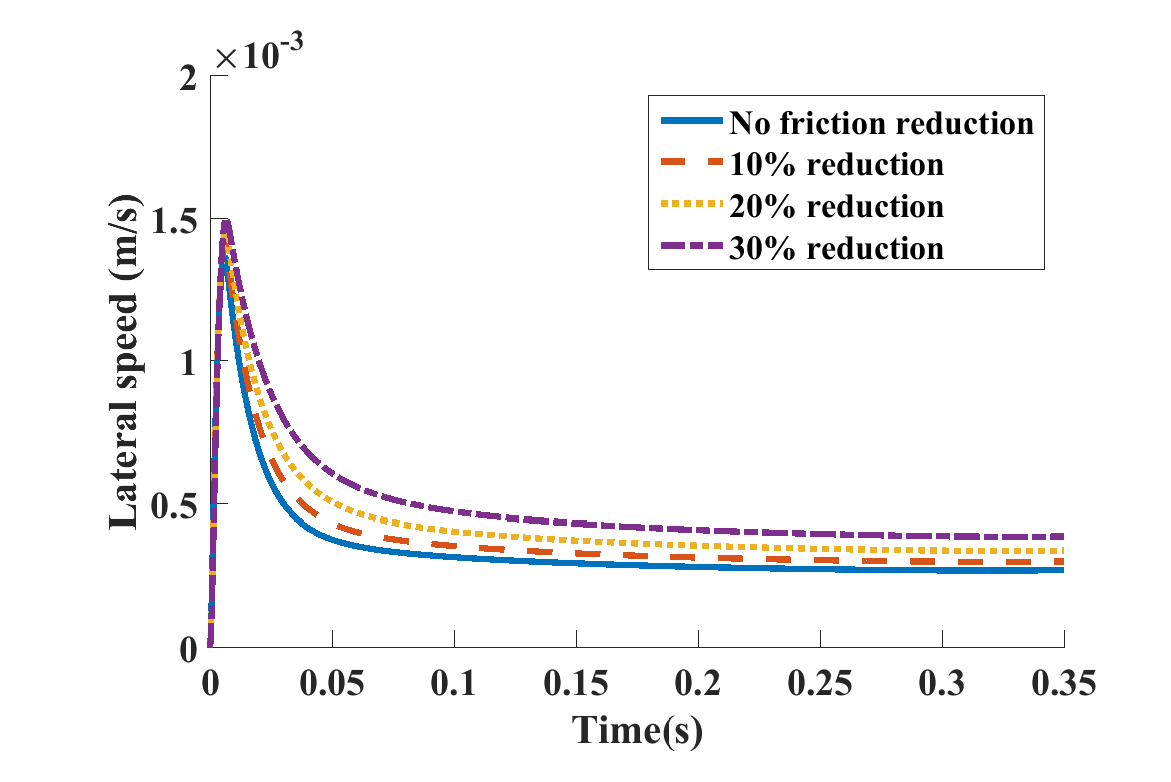 ×10-3
2
1.5
1
0.5
0
Lateral speed (m/s)
No friction reduction
10% reduction
20% reduction
30% reduction
0 0.05 0.1 0.15 0.2 0.25 0.3 0.35
Time(s)